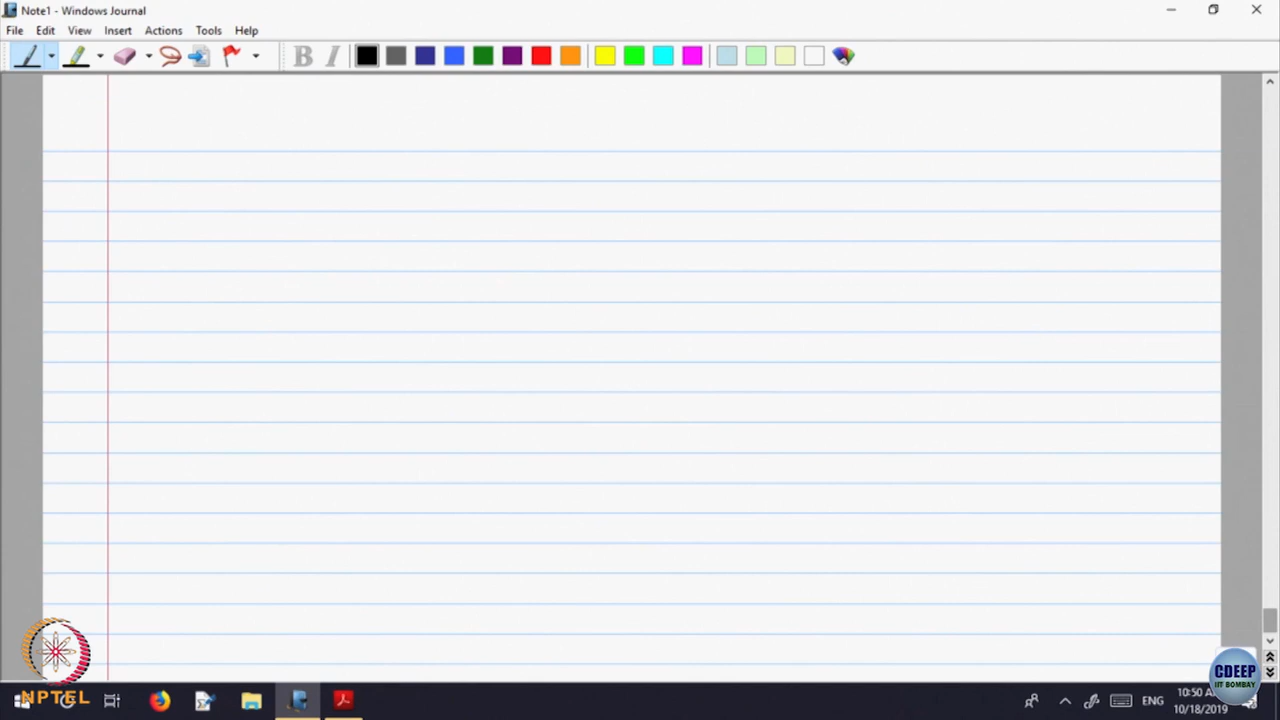 Note1 - Windows Journal
File Edit View Insert Actions Tools Help
B I
NPTEL
CDEEP
IIT BOMBAY
ENG
10:50 A
10/18/2019